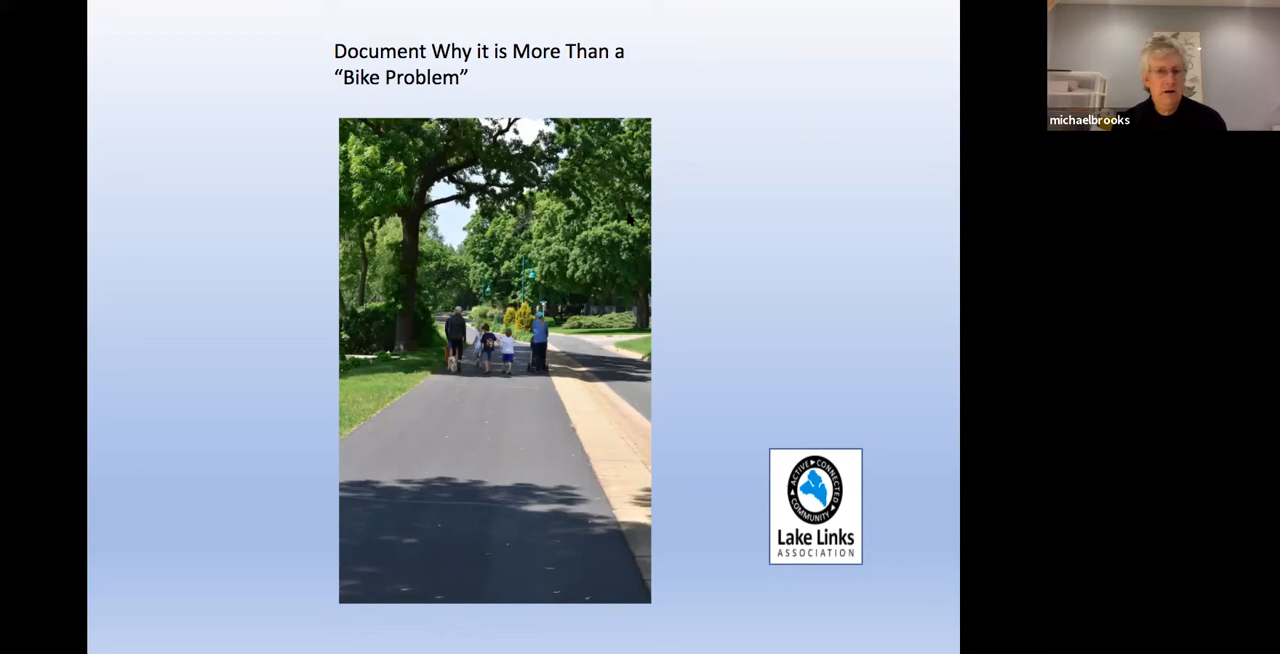 Document Why it is More Than a
“Bike Problem”
michaelbrooks
ACTIVE CONNECTED
COMMUNITY
Lake Links
ASSOCIATION